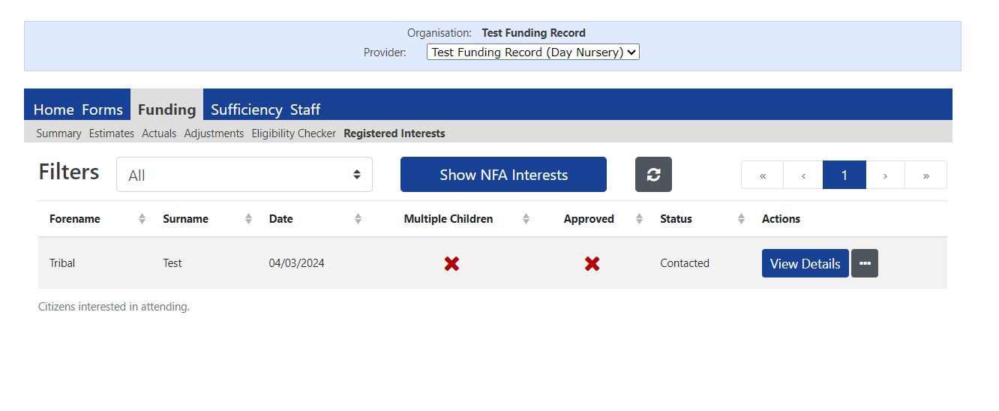 Organisation: Test Funding Record
Provider: Test Funding Record (Day Nursery)
Home Forms Funding Sufficiency Staff
Summary Estimates Actuals Adjustments Eligibility Checker Registered Interests
Filters All Show NFA Interests « ‹ 1 › »
Forename Surname Date Multiple Children Approved Status Actions
Tribal Test 04/03/2024 Contacted View Details ...
Citizens interested in attending.